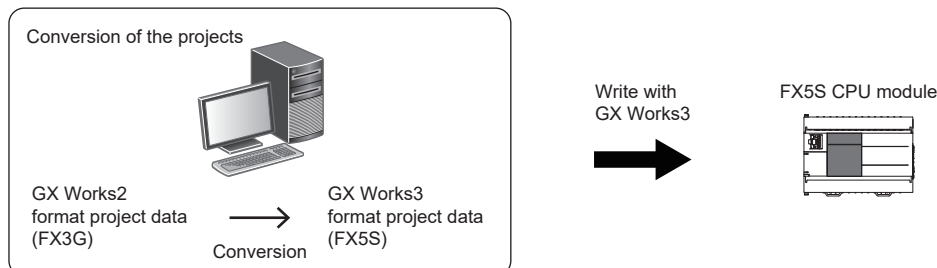 Conversion of the projects
GX Works2
format project data
(FX3G)
Conversion
GX Works3
format project data
(FX5S)
Write with
GX Works3
FX5S CPU module